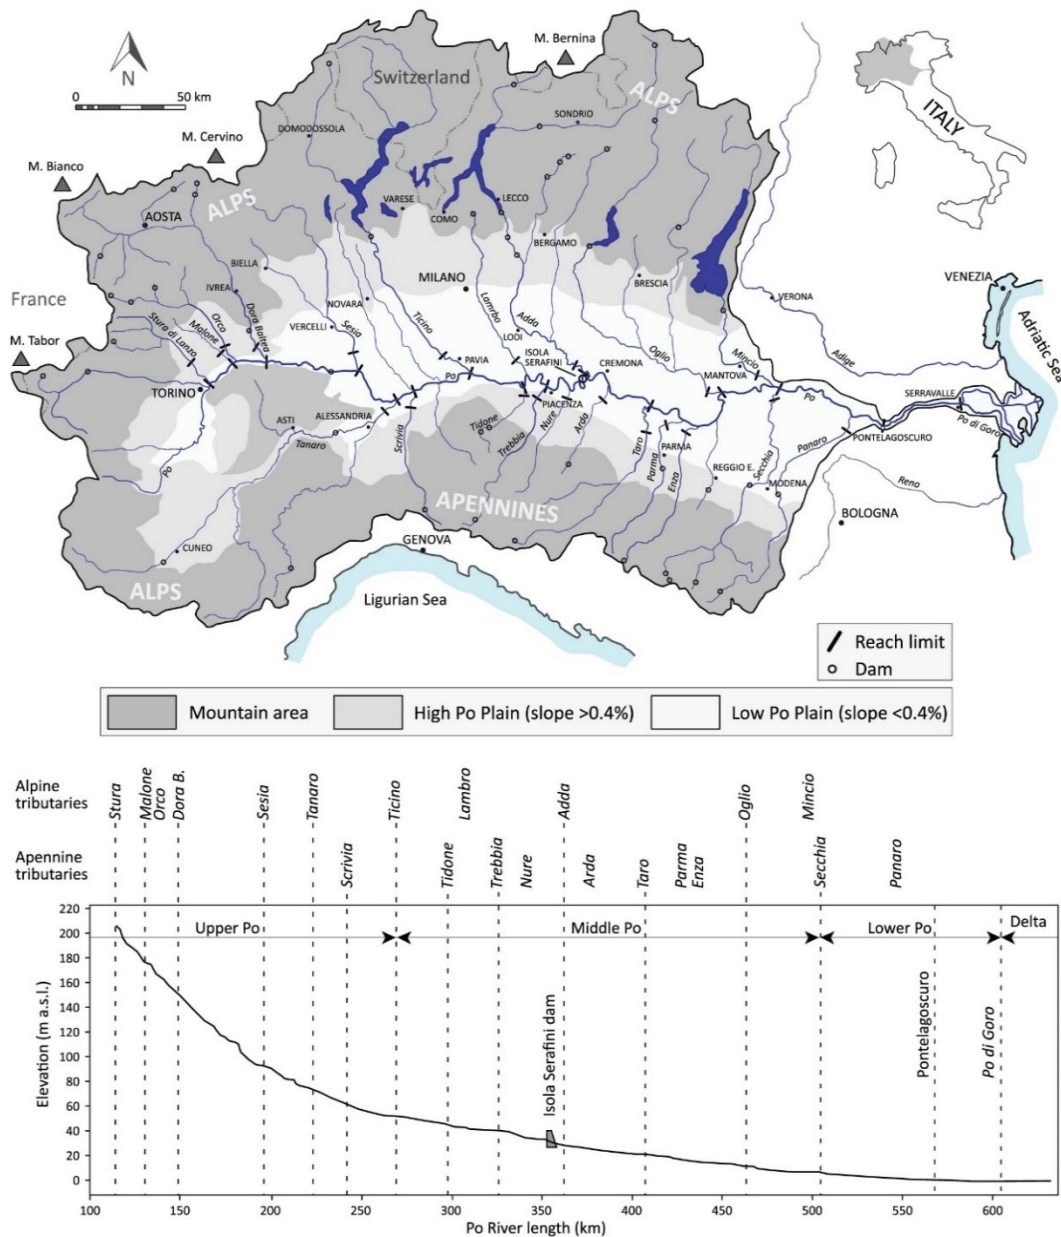 M. Bernina
N
Switzerland
ALPS
0
50 km
SONDRIO
DOMODOSSOLA
M. Cervino
ITALY
M. Bianco
ALPS
VARESE
LECCO
AOSTA
COMO
BERGAMO
BIELLA
MILANO
BRESCIA
VENEZIA
IVREA
France
NOVARA
VERONA
Adriatic Sea
Stura di Lanzo
Malone
Orco
Dora Baltea
VERCELLI
Sesia
Ticino
Lamrbo
Adda
LODI
M. Tabor
PAVIA
ISOLA
SERAFINI
CREMONA
Oglio
Mincio
Adige
TORINO
MANTOVA
Po
Po
SERRAVALLE
ASTI
ALESSANDRIA
PIACENZA
Po di Goro
Tanaro
Scrivia
Tidone
Trebbia
Nure
Arda
Taro
Parma
PARMA
Enza
Secchia
Panaro
PONTELAGOSCURO
Po
REGGIO E.
MODENA
Reno
APENNINES
BOLOGNA
GENOVA
CUNEO
ALPS
Ligurian Sea
Reach limit
Dam
Mountain area
High Po Plain (slope >0.4%)
Low Po Plain (slope <0.4%)
Alpine
tributaries
Stura
Malone
Orco
Dora B.
Sesia
Tanaro
Ticino
Lambro
Adda
Oglio
Mincio
Apennine
tributaries
Scrivia
Tidone
Trebbia
Nure
Arda
Taro
Parma
Enza
Secchia
Panaro
Upper Po
Middle Po
Lower Po
Delta
Elevation (m a.s.l.)
220
200
180
160
140
120
100
80
60
40
20
0
Isola Serafini dam
Pontelagoscuro
Po di Goro
100 150 200 250 300 350 400 450 500 550 600
Po River length (km)